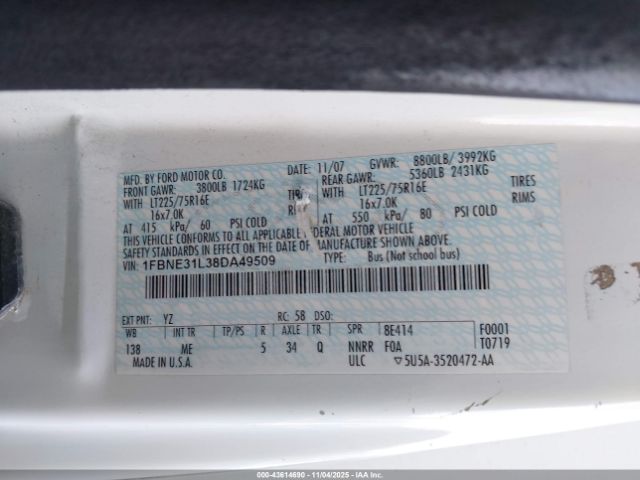 MFD. BY FORD MOTOR CO. DATE: 11/07 GVWR: 8800LB/ 3992KG
FRONT GAWR: 3800LB 1724KG REAR GAWR: 5360LB 2431KG
WITH LT225/75R16E TIRES WITH LT225/75R16E TIRES
16x7.0K RIMS 16x7.0K RIMS
AT 415 kPa/ 60 PSI COLD AT 550 kPa/ 80 PSI COLD
THIS VEHICLE CONFORMS TO ALL APPLICABLE FEDERAL MOTOR VEHICLE
SAFETY STANDARDS IN EFFECT ON THE DATE OF MANUFACTURE SHOWN ABOVE.
VIN: 1FBNE31L38DA49509 TYPE: Bus (Not school bus)
EXT PNT: YZ RC: 58 DSO:
WB INT TR TP/PS R AXLE TR SPR 8E414 F0001
138 ME 5 34 Q NNRR FOA T0719
MADE IN U.S.A. ULC 5U5A-3520472-AA
000-43614690 - 11/04/2025 - IAA Inc.